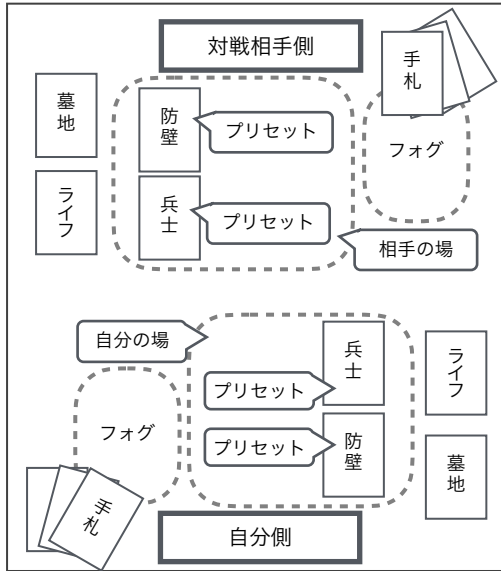 対戦相手側
手札
墓地
防壁
プリセット
フォグ
ライフ
兵士
プリセット
相手の場
自分の場
兵士
ライフ
プリセット
フォグ
プリセット
防壁
墓地
手札
自分側